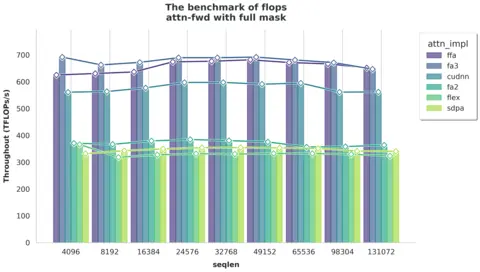 The benchmark of flops
attn-fwd with full mask
Throughout (TFLOPs/s)
700
600
500
400
300
200
100
0
4096 8192 16384 24576 32768 49152 65536 98304 131072
seqlen
attn_impl
ffa
fa3
cudnn
fa2
flex
sdpa